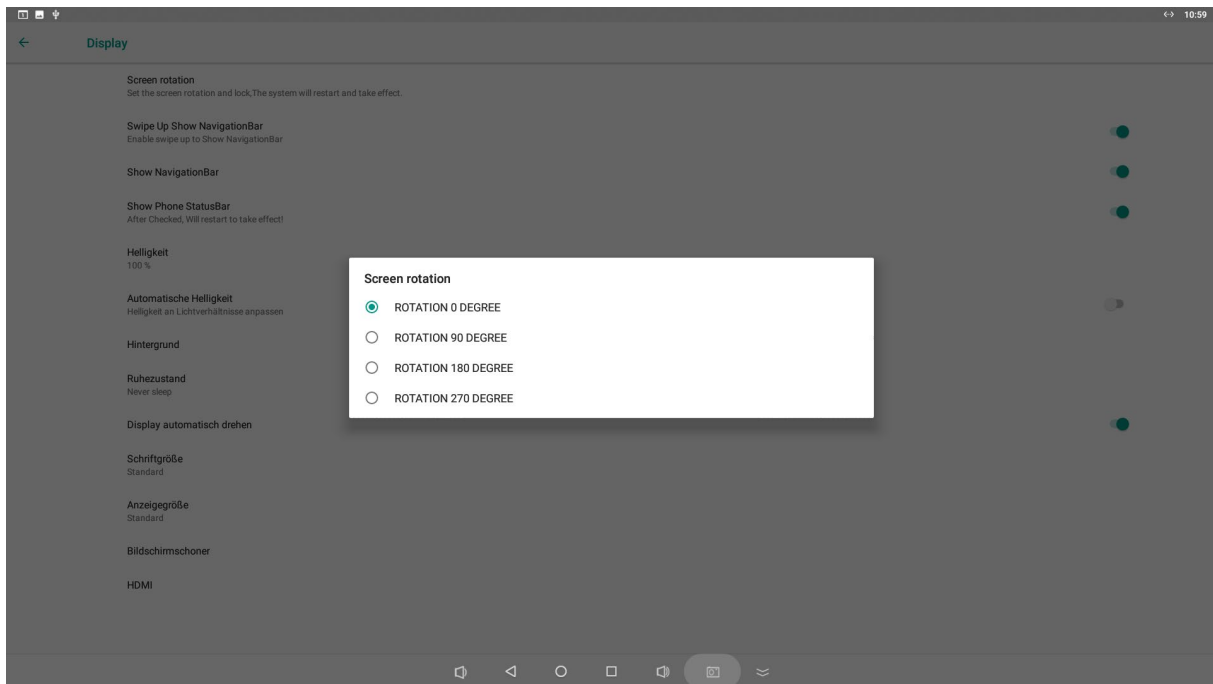 10:59
Display
Screen rotation
Set the screen rotation and lock,The system will restart and take effect.
Swipe Up Show NavigationBar
Enable swipe up to Show NavigationBar
Show NavigationBar
Show Phone StatusBar
After Checked, Will restart to take effect!
Helligkeit
100 %
Automatische Helligkeit
Helligkeit an Lichtverhältnisse anpassen
Hintergrund
Ruhezustand
Never sleep
Display automatisch drehen
Schriftgröße
Standard
Anzeigegröße
Standard
Bildschirmschoner
HDMI
Screen rotation
ROTATION 0 DEGREE
ROTATION 90 DEGREE
ROTATION 180 DEGREE
ROTATION 270 DEGREE